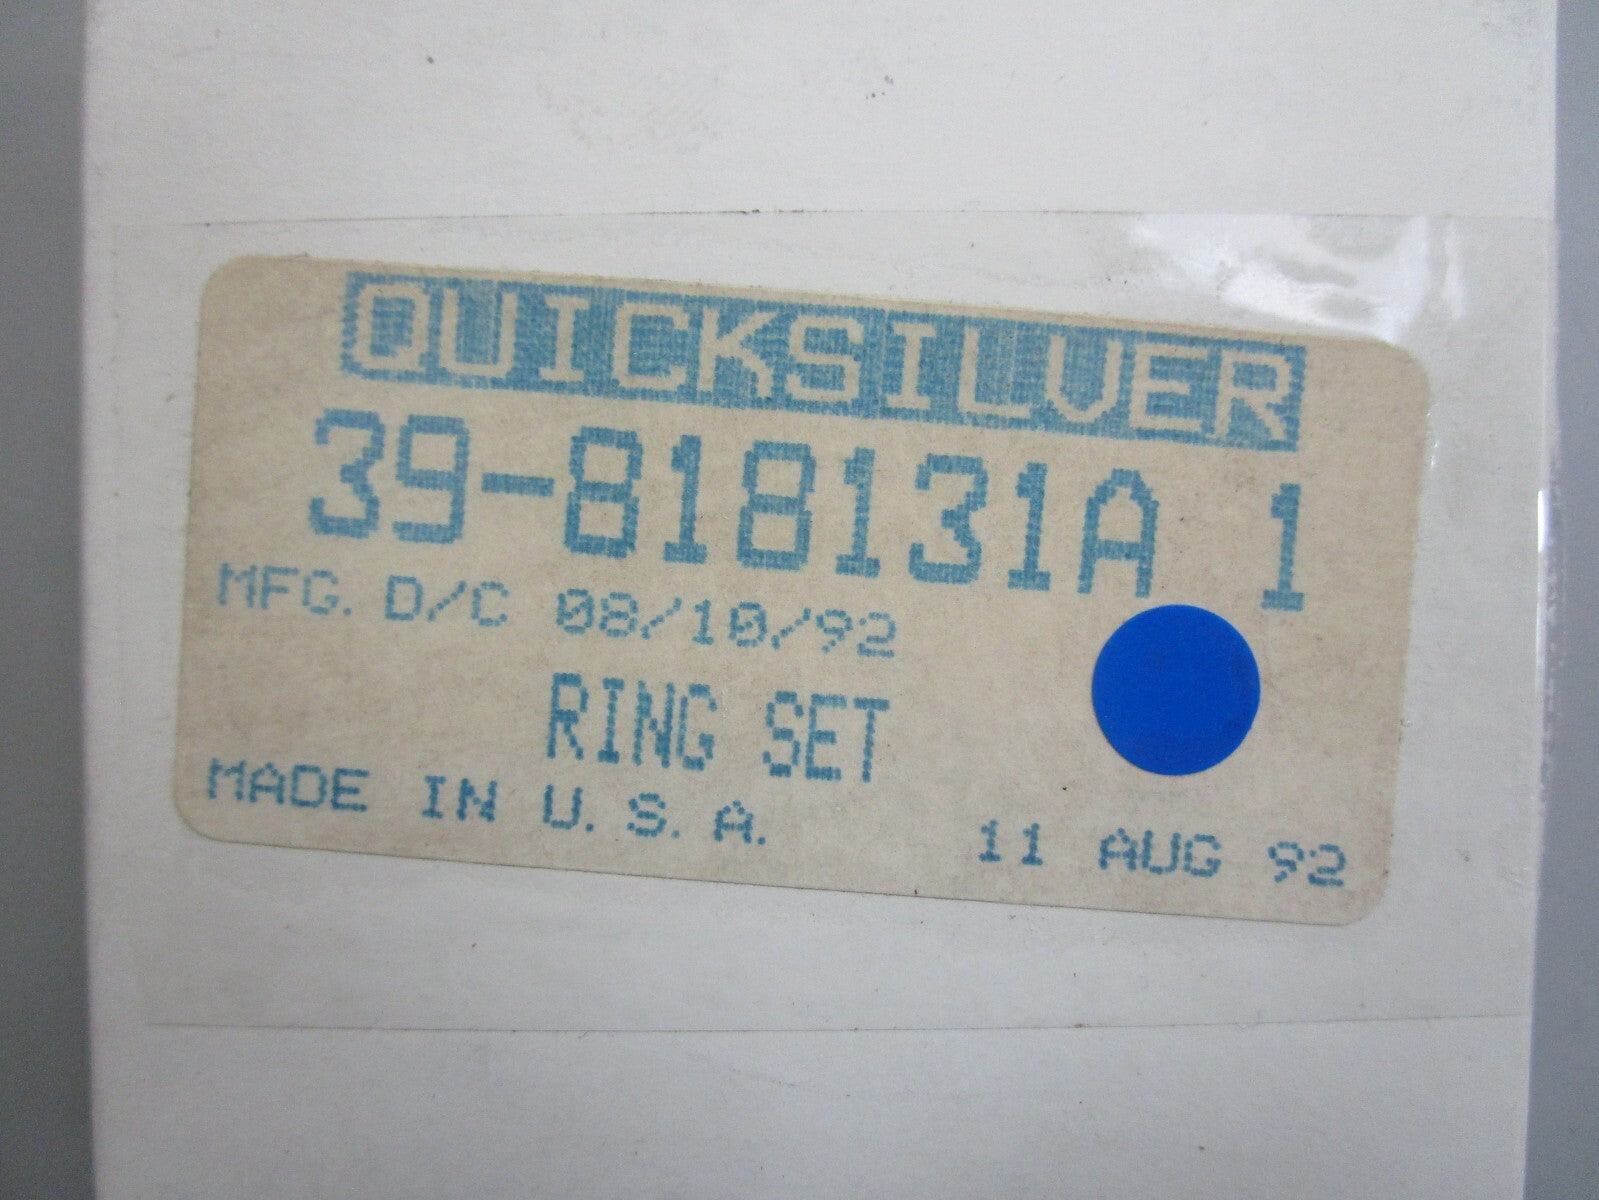 QUICKSILVER
39-818131A 1
MFG. D/C 08/10/92
RING SET
MADE IN U.S.A.
11 AUG 92